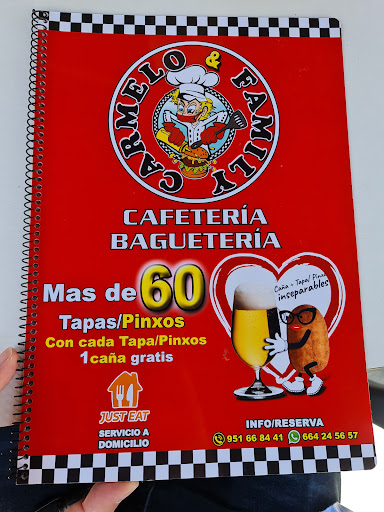 CARMELO & FAMILY
CAFETERÍA
BAGUETERÍA
Mas de 60
Tapas/Pinxos
Con cada Tapa/Pinxos
1 caña gratis
Caña + Tapa/ Pinxo
inseparables
JUST EAT
SERVICIO A
DOMICILIO
INFO/RESERVA
951 66 84 41 664 24 56 57